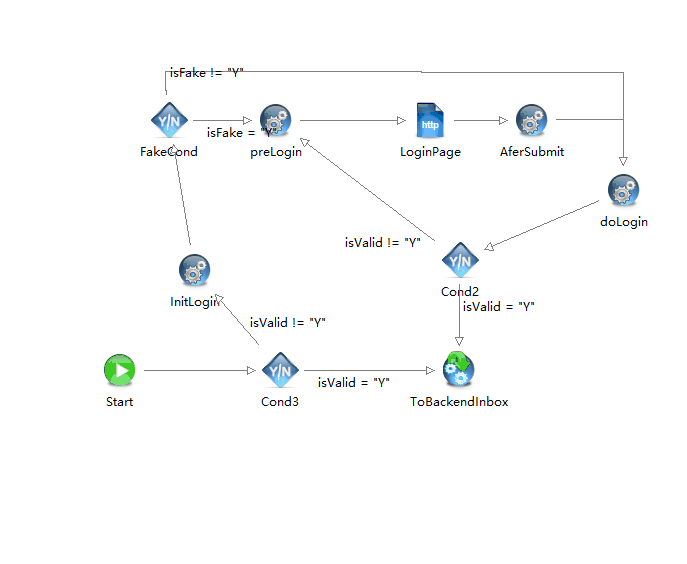 isFake != "Y"
Y/N
http
isFake = "Y"
FakeCond
preLogin
LoginPage
AferSubmit
doLogin
isValid != "Y"
Y/N
Cond2
InitLogin
isValid = "Y"
isValid != "Y"
Y/N
isValid = "Y"
Start
Cond3
ToBackendInbox